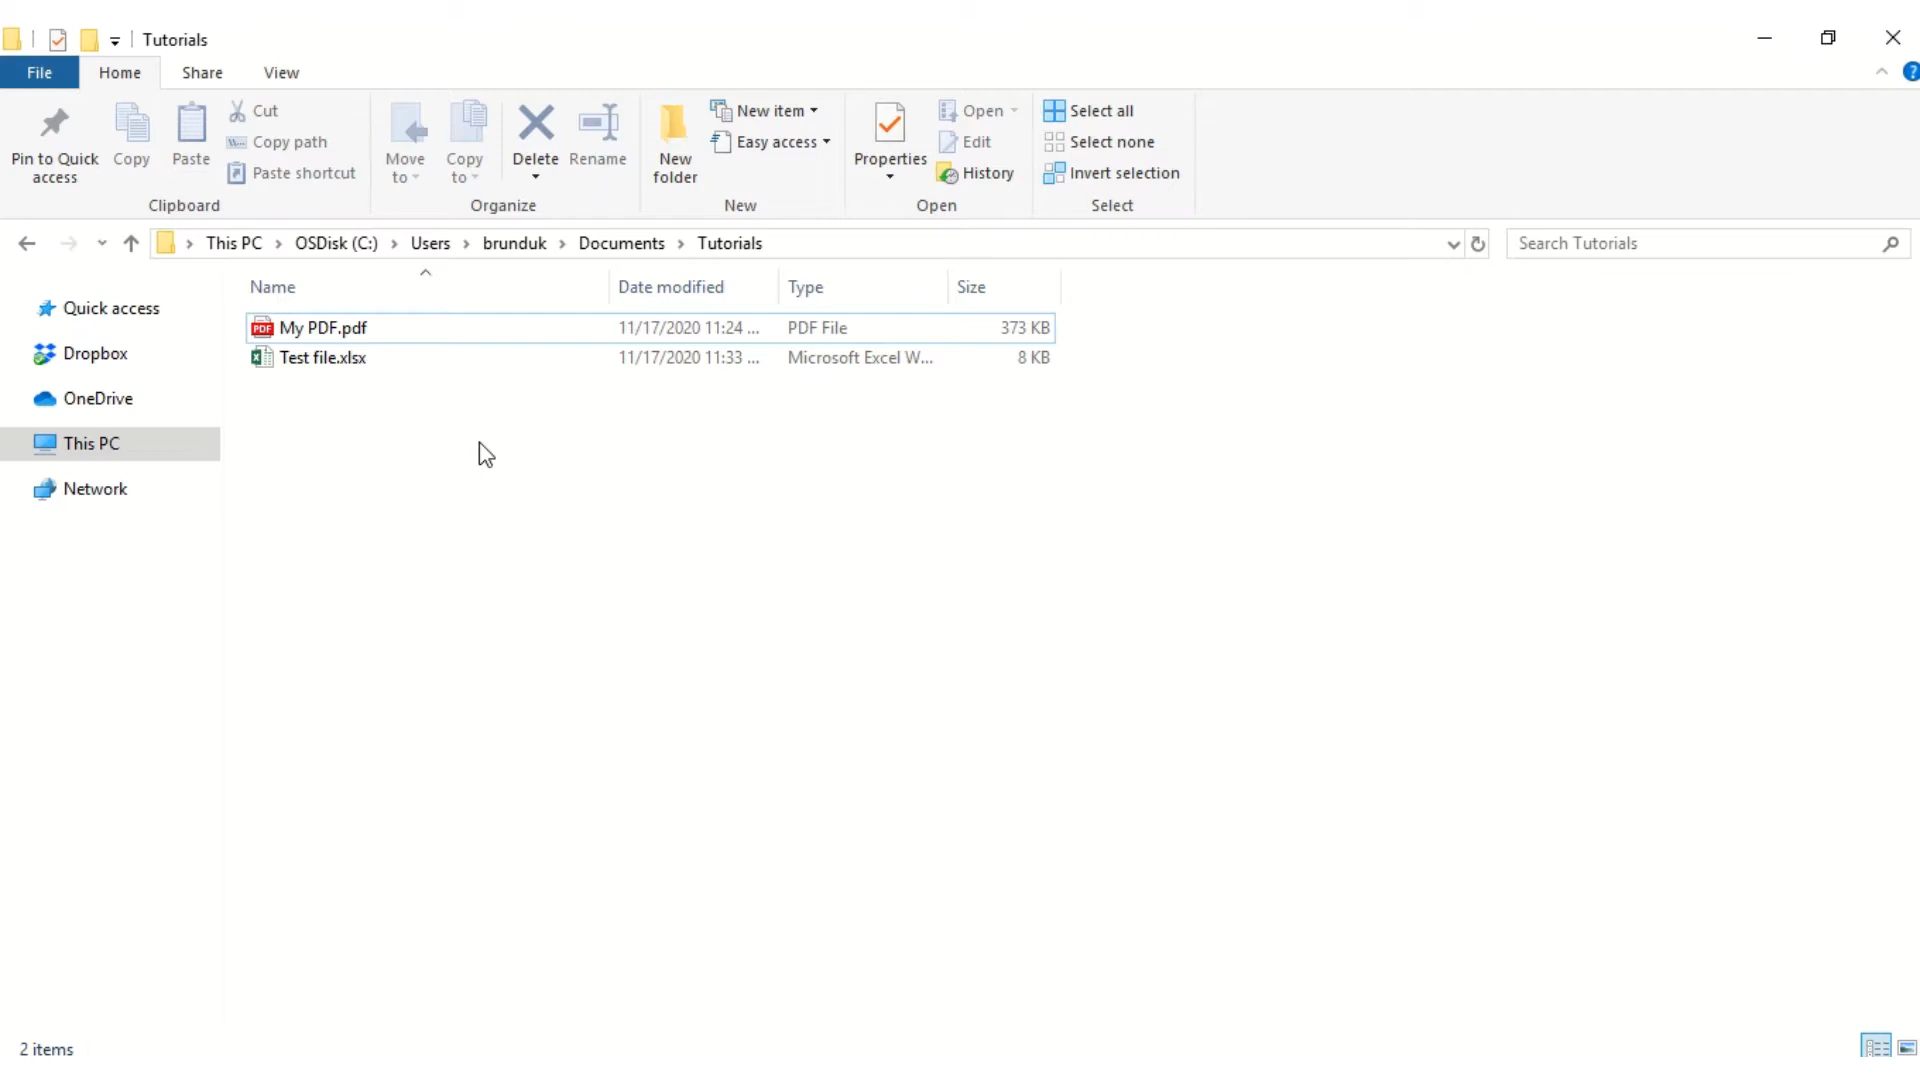 Tutorials
File Home Share View
Pin to Quick access
Copy
Paste
Cut
Copy path
Paste shortcut
Clipboard
Move to
Copy to
Delete
Rename
Organize
New folder
New item
Easy access
New
Properties
Open
Edit
History
Open
Select all
Select none
Invert selection
Select
This PC > OSDisk (C:) > Users > brunduk > Documents > Tutorials
Search Tutorials
Quick access
Dropbox
OneDrive
This PC
Network
Name Date modified Type Size
PDF My PDF.pdf 11/17/2020 11:24 ... PDF File 373 KB
Test file.xlsx 11/17/2020 11:33 ... Microsoft Excel W... 8 KB
2 items